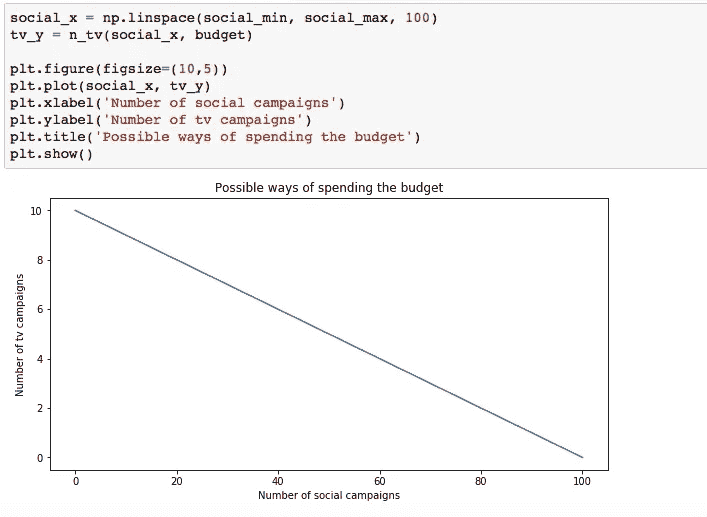 social_x = np.linspace(social_min, social_max, 100)
tv_y = n_tv(social_x, budget)
plt.figure(figsize=(10,5))
plt.plot(social_x, tv_y)
plt.xlabel('Number of social campaigns')
plt.ylabel('Number of tv campaigns')
plt.title('Possible ways of spending the budget')
plt.show()
Possible ways of spending the budget
Number of tv campaigns
10
8
6
4
2
0
0 20 40 60 80 100
Number of social campaigns